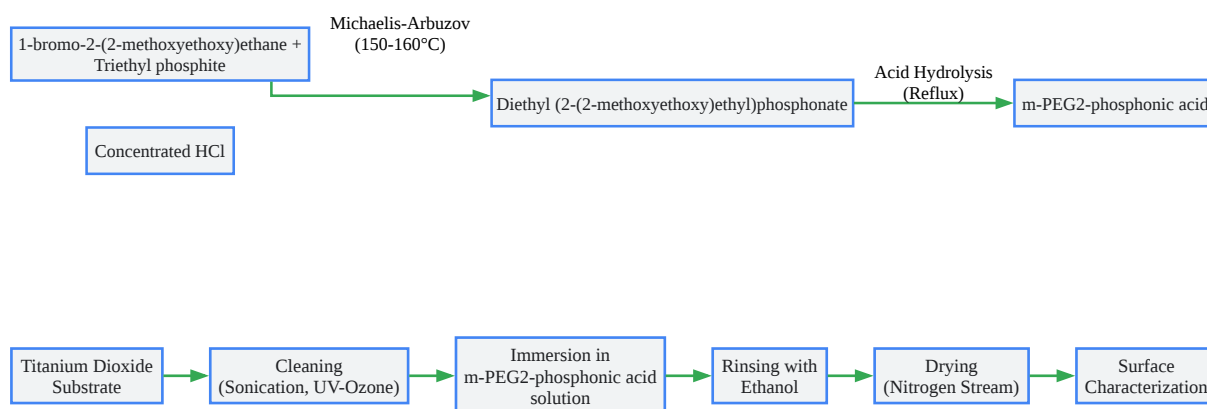 1-bromo-2-(2-methoxyethoxy)ethane +
Triethyl phosphite
Michaelis-Arbuzov
(150-160°C)
Diethyl (2-(2-methoxyethoxy)ethyl)phosphonate
Acid Hydrolysis
(Reflux)
m-PEG2-phosphonic acid
Concentrated HCl
Titanium Dioxide
Substrate
Cleaning
(Sonication, UV-Ozone)
Immersion in
m-PEG2-phosphonic acid
solution
Rinsing with
Ethanol
Drying
(Nitrogen Stream)
Surface
Characterization